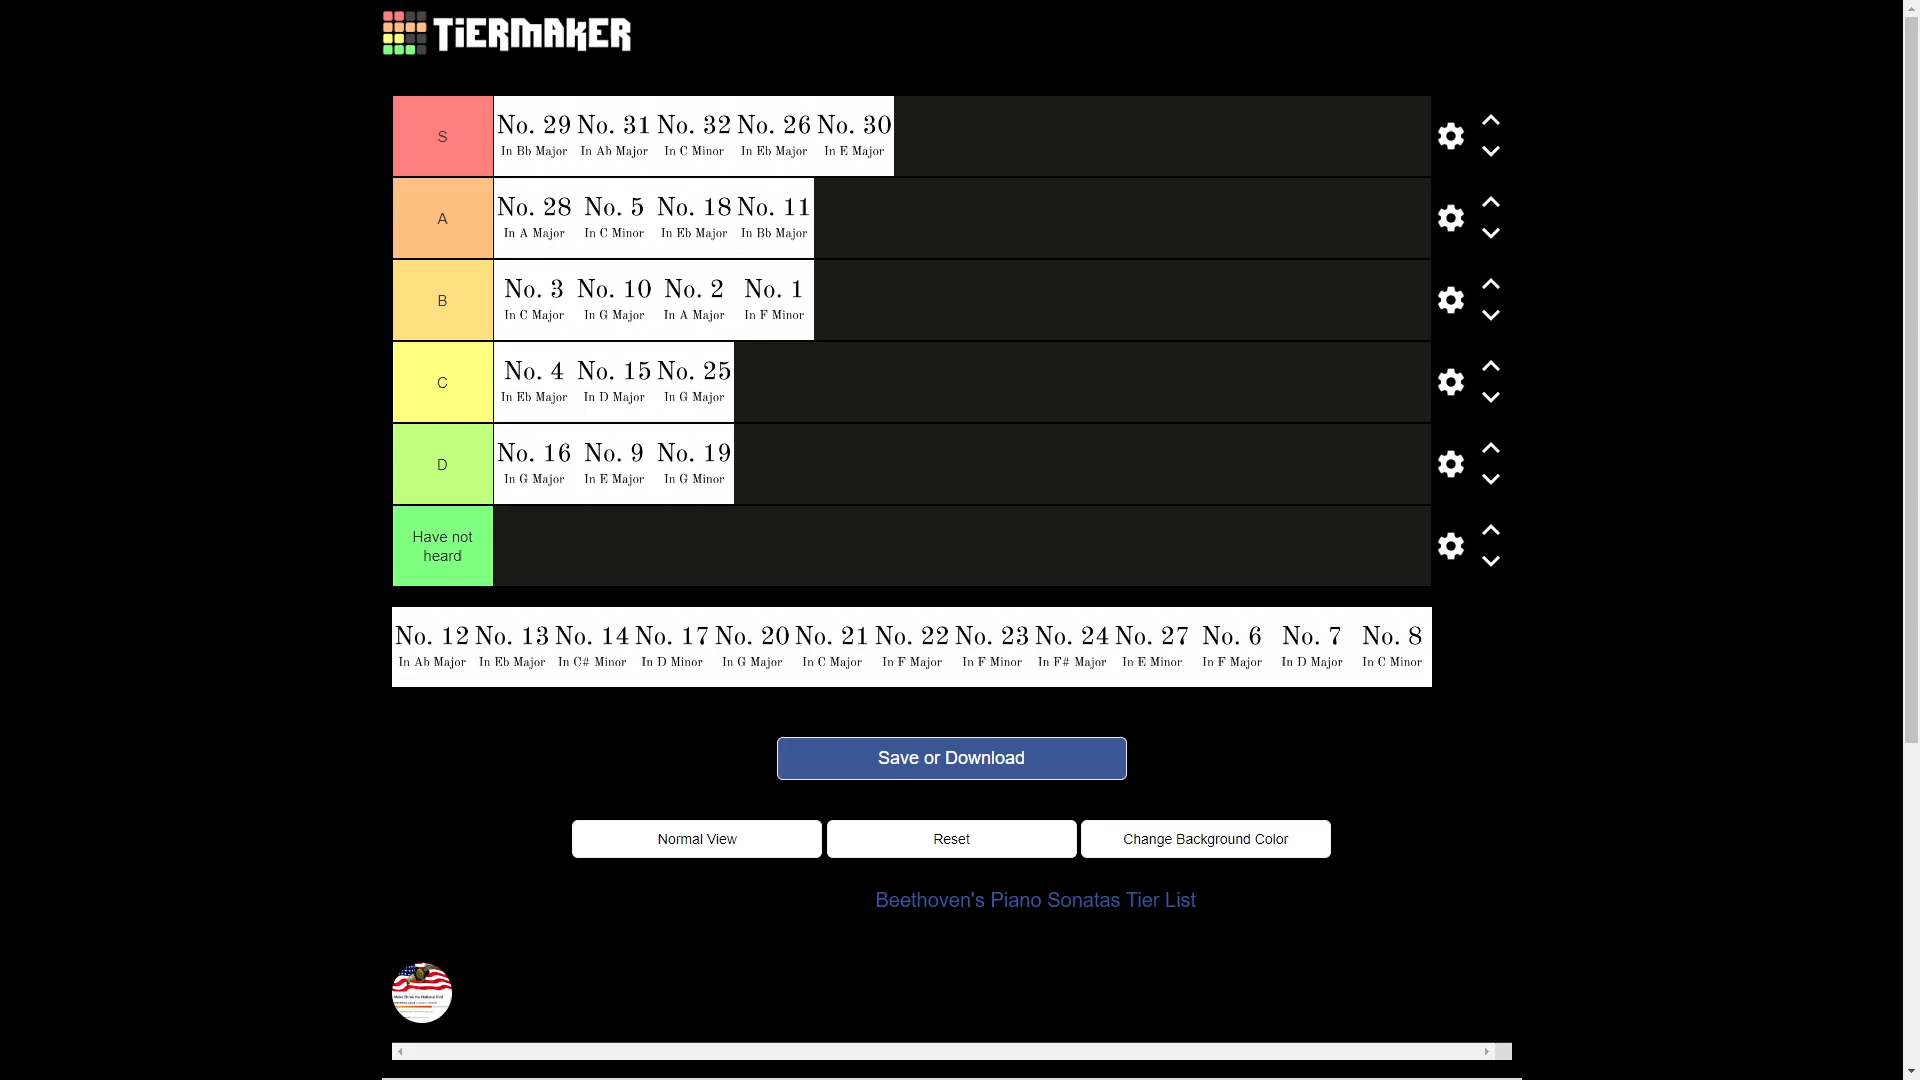 TiERMAKER
S
No. 29 No. 31 No. 32 No. 26 No. 30
In Bb Major In Ab Major In C Minor In Eb Major In E Major
A
No. 28 No. 5 No. 18 No. 11
In A Major In C Minor In Eb Major In Bb Major
B
No. 3 No. 10 No. 2 No. 1
In C Major In G Major In A Major In F Minor
C
No. 4 No. 15 No. 25
In Eb Major In D Major In G Major
D
No. 16 No. 9 No. 19
In G Major In E Major In G Minor
Have not
heard
No. 12 No. 13 No. 14 No. 17 No. 20 No. 21 No. 22 No. 23 No. 24 No. 27 No. 6 No. 7 No. 8
In Ab Major In Eb Major In C# Minor In D Minor In G Major In C Major In F Major In F Minor In F# Major In E Minor In F Major In D Major In C Minor
Save or Download
Normal View Reset Change Background Color
Beethoven's Piano Sonatas Tier List